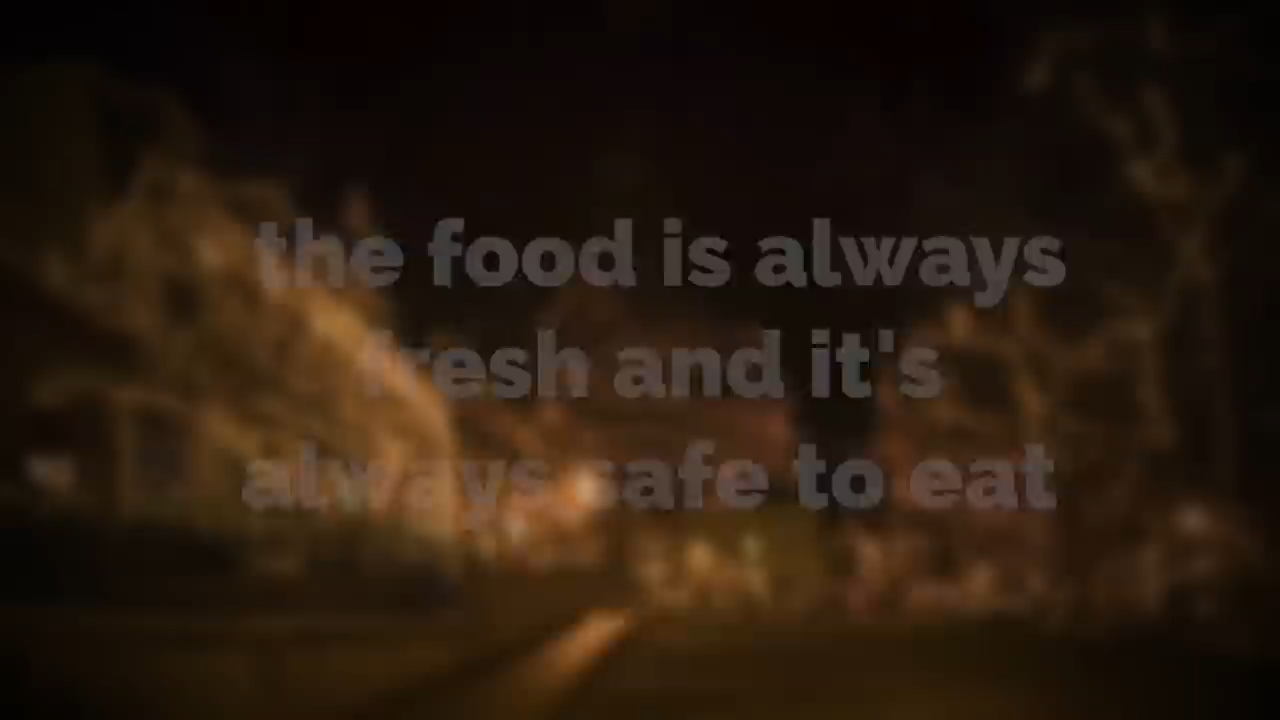 the food is always
fresh and it's
always safe to eat